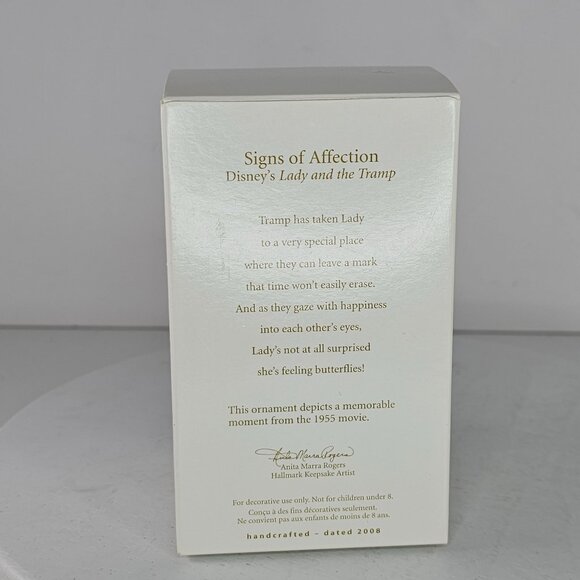 Signs of Affection
Disney's Lady and the Tramp
Tramp has taken Lady
to a very special place
where they can leave a mark
that time won't easily erase.
And as they gaze with happiness
into each other's eyes,
Lady's not at all surprised
she's feeling butterflies!
This ornament depicts a memorable
moment from the 1955 movie.
Anita Marra Rogers
Anita Marra Rogers
Hallmark Keepsake Artist
For decorative use only. Not for children under 8.
Conçu à des fins décoratives seulement.
Ne convient pas aux enfants de moins de 8 ans.
handcrafted – dated 2008